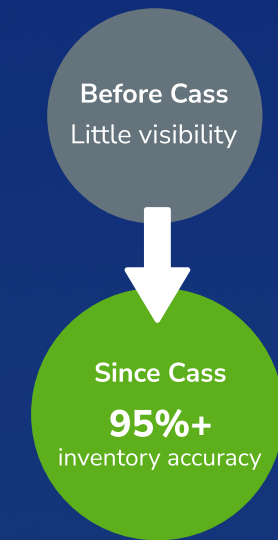 Before Cass
Little visibility
Since Cass
95%+
inventory accuracy